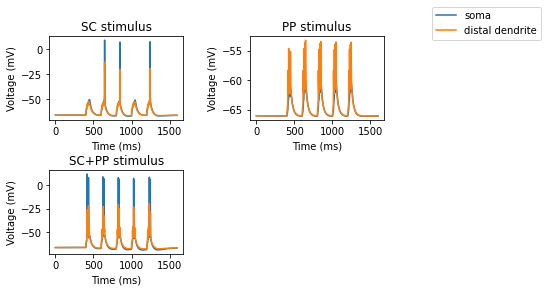 soma
distal dendrite
SC stimulus
Voltage (mV)
0
−25
−50
0
500
1000
1500
Time (ms)
PP stimulus
Voltage (mV)
−55
−60
−65
0
500
1000
1500
Time (ms)
SC+PP stimulus
Voltage (mV)
0
−25
−50
0
500
1000
1500
Time (ms)